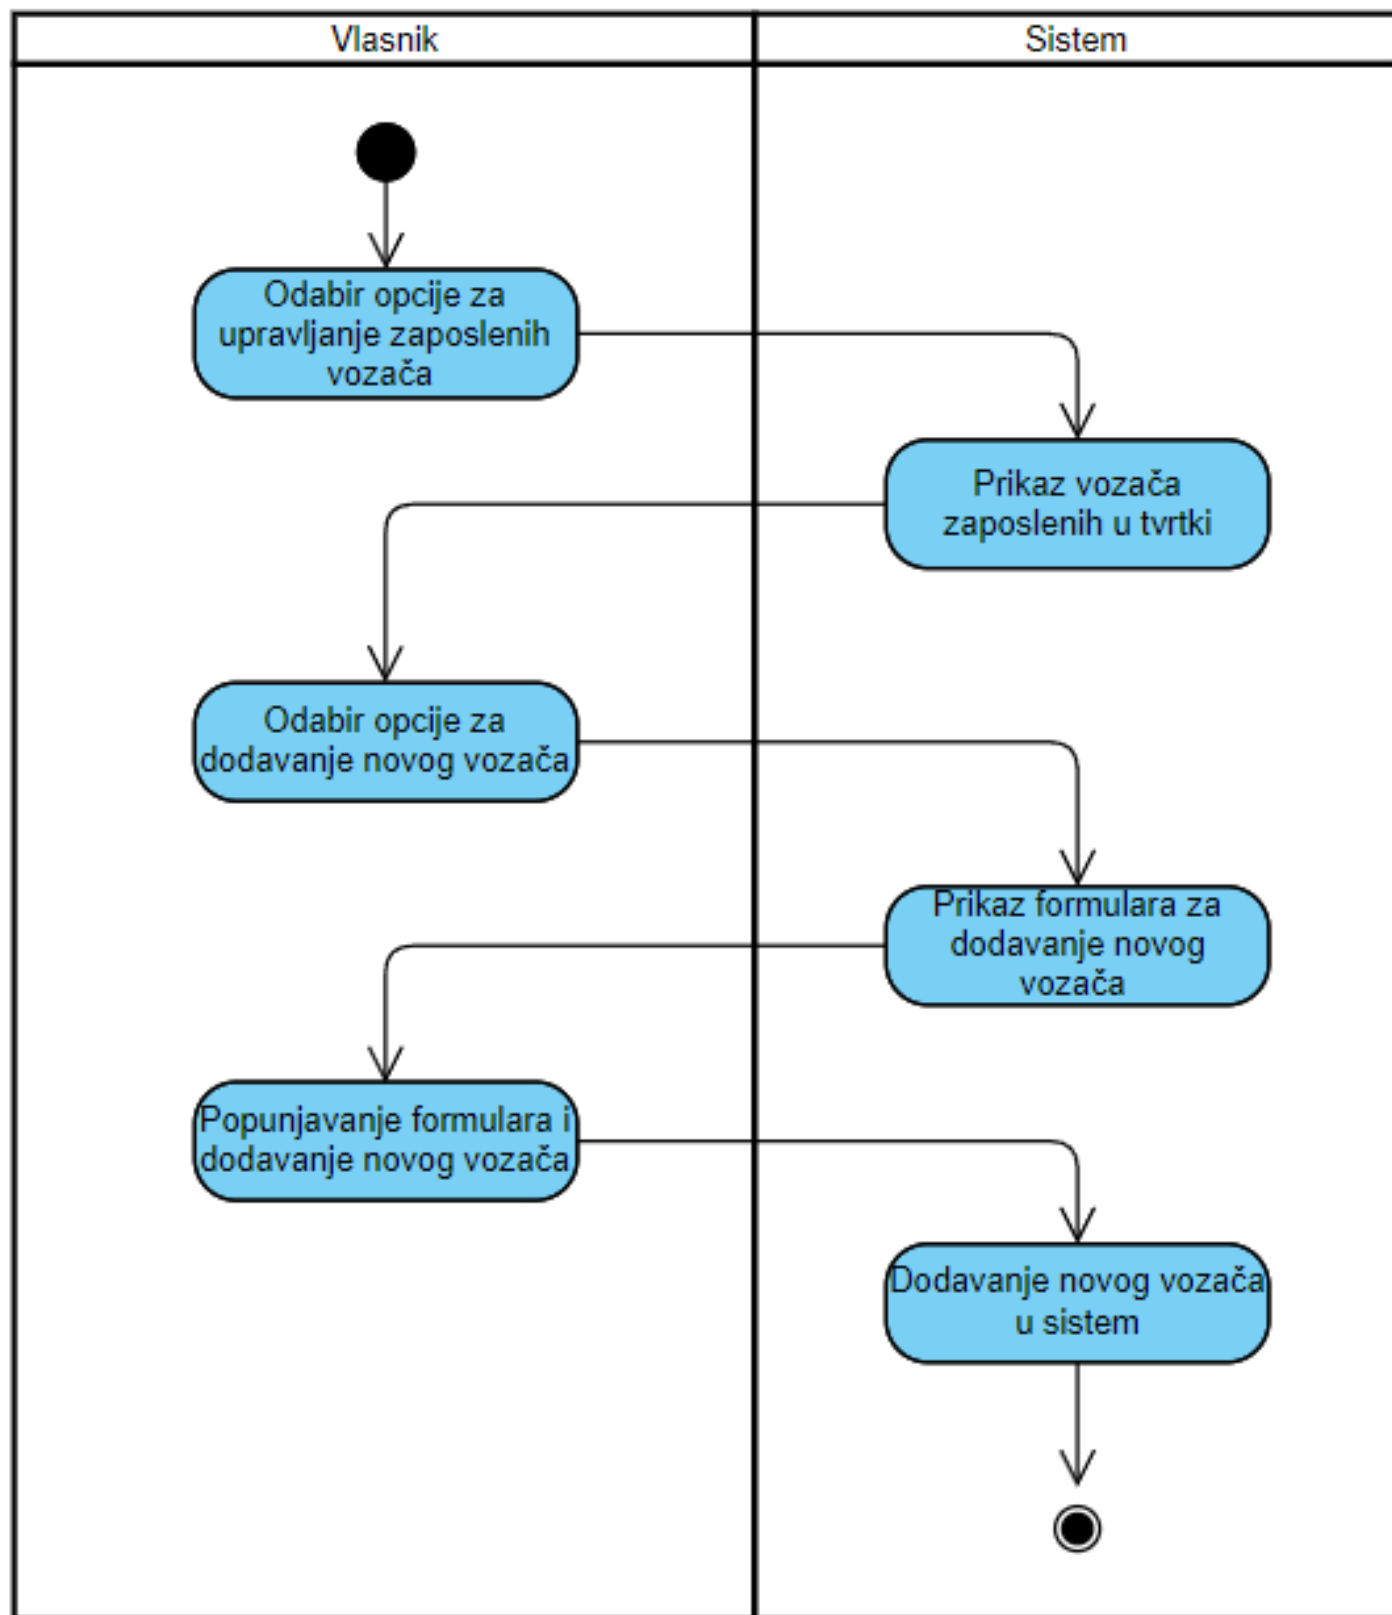 Vlasnik
Sistem
Odabir opcije za
upravljanje zaposlenih
vozača
Prikaz vozača
zaposlenih u tvrtki
Odabir opcije za
dodavanje novog vozača
Prikaz formulara za
dodavanje novog
vozača
Popunjavanje formulara i
dodavanje novog vozača
Dodavanje novog vozača
u sistem